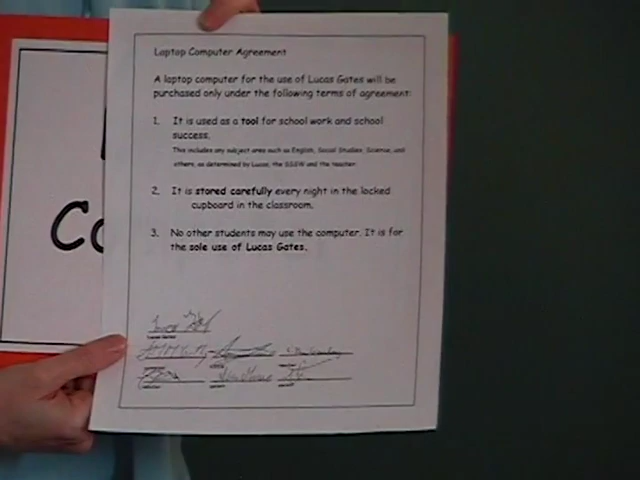 Laptop Computer Agreement
A laptop computer for the use of Lucas Gates will be
purchased only under the following terms of agreement:
1. It is used as a tool for school work and school
success.
This includes any subject area such as English, Social Studies, Science, and
others, as determined by Lucas, the and the teacher
2. It is stored carefully every night in the locked
cupboard in the classroom.
3. No other students may use the computer. It is for
the sole use of Lucas Gates.
Co